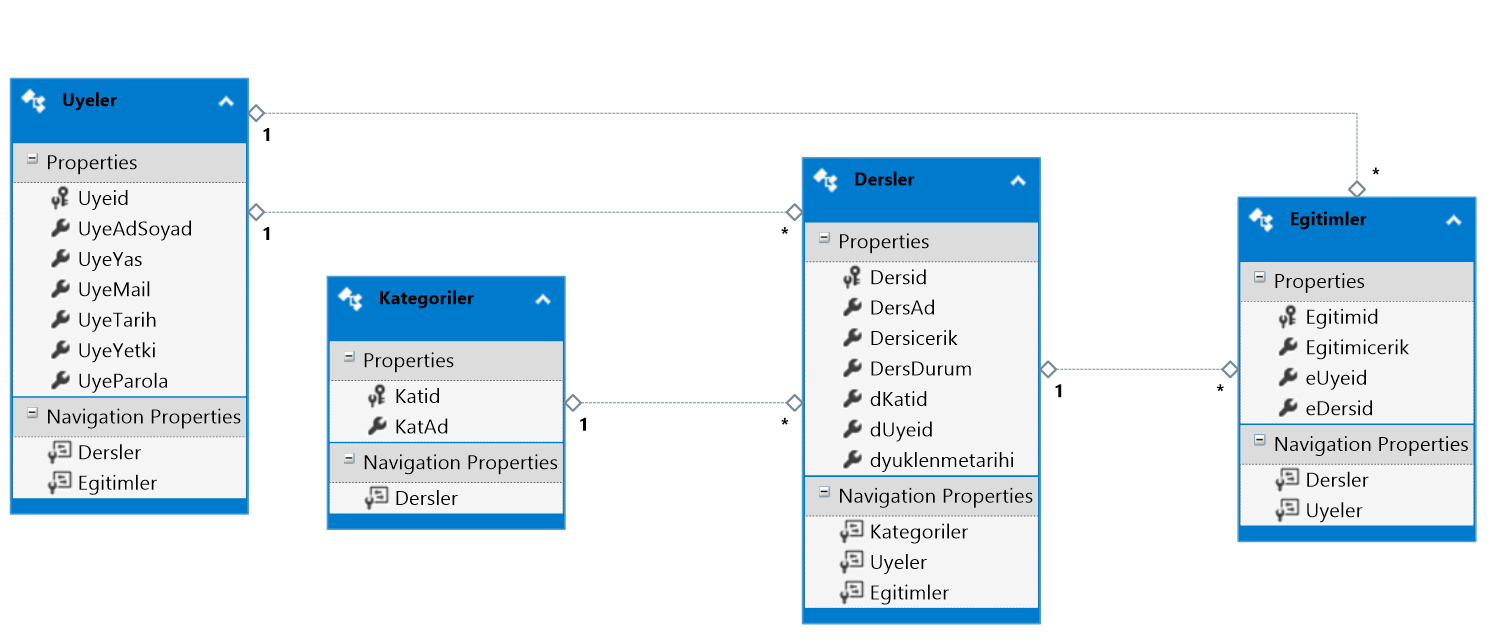 Uyeler
Properties
Uyeid
UyeAdSoyad
UyeYas
UyeMail
UyeTarih
UyeYetki
UyeParola
Navigation Properties
Dersler
Egitimler
1
*
1
*
Kategoriler
Properties
Katid
KatAd
Navigation Properties
Dersler
1
*
Dersler
Properties
Dersid
DersAd
Dersicerik
DersDurum
dKatid
dUyeid
dyuklenmetarihi
Navigation Properties
Kategoriler
Uyeler
Egitimler
1
*
Egitimler
Properties
Egitimid
Egitimicerik
eUyeid
eDersid
Navigation Properties
Dersler
Uyeler